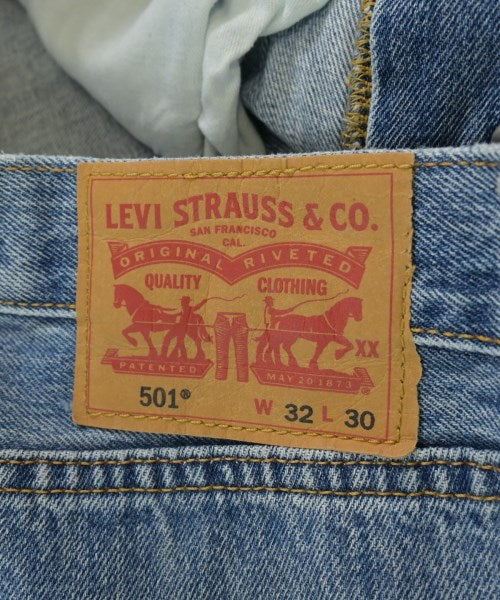 LEVI STRAUSS & CO.
SAN FRANCISCO
CAL.
ORIGINAL RIVETED
QUALITY CLOTHING
XX
PATENTED MAY 20 1873
501® W 32 L 30